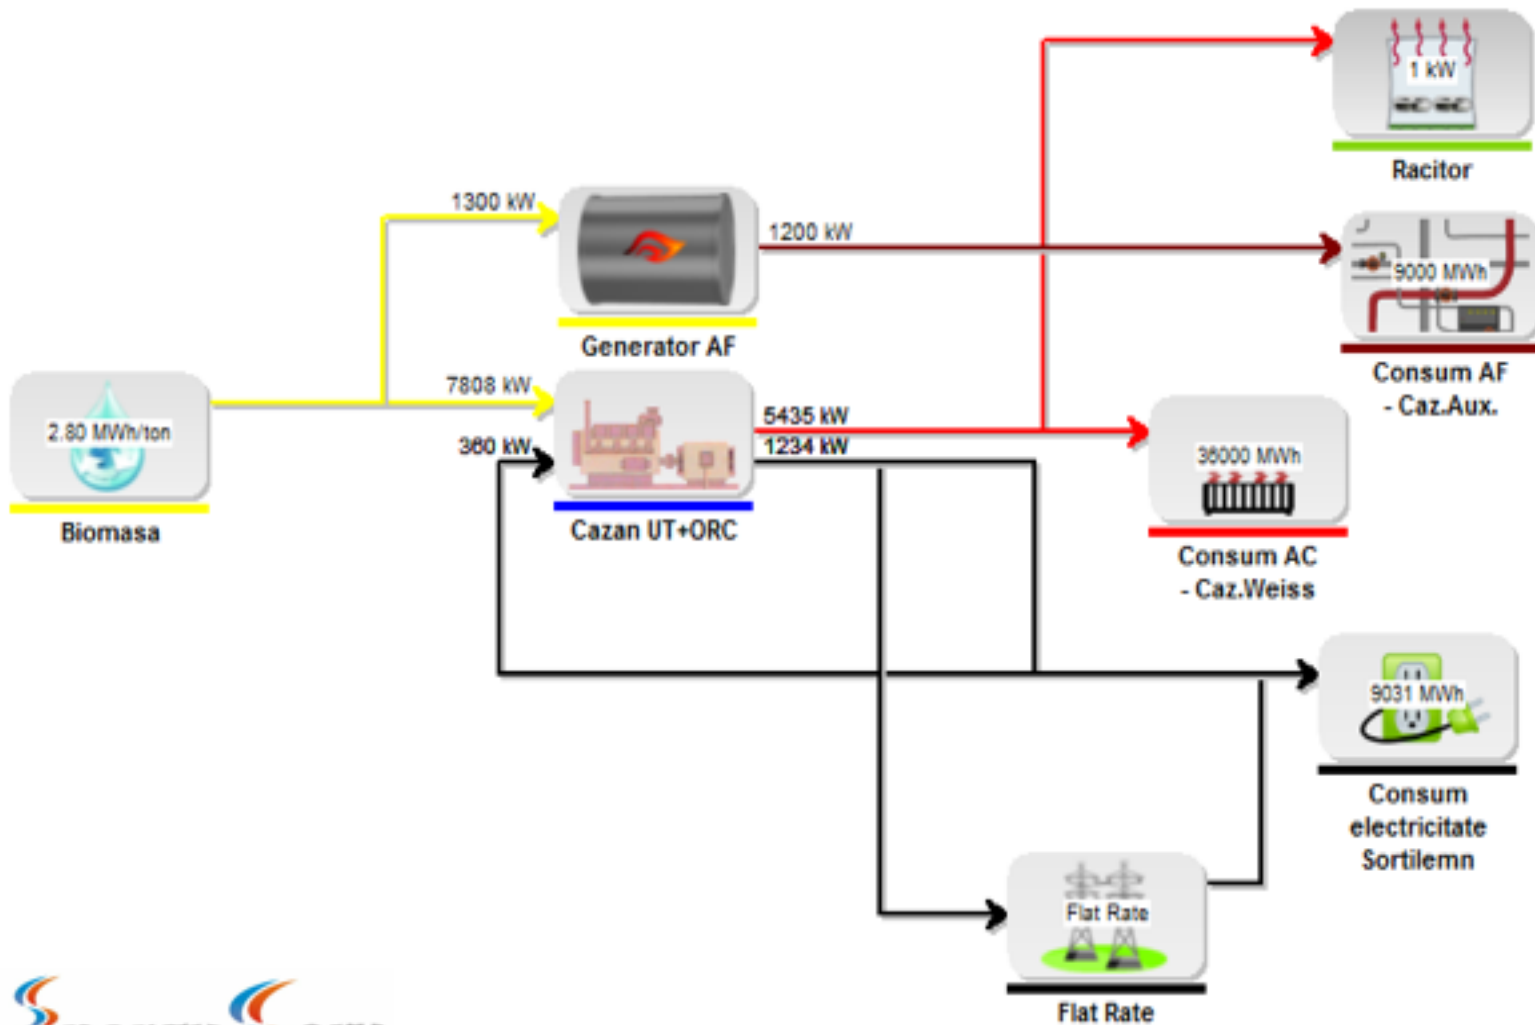 1 kW
Racitor
1300 kW
1200 kW
9000 MWh
Generator AF
Consum AF
- Caz.Aux.
7808 kW
5435 kW
2.80 MWh/ton
360 kW
1234 kW
36000 MWh
Biomasa
Cazan UT+ORC
Consum AC
- Caz.Weiss
9031 MWh
Consum
electricitate
Sortilemn
Flat Rate
Flat Rate